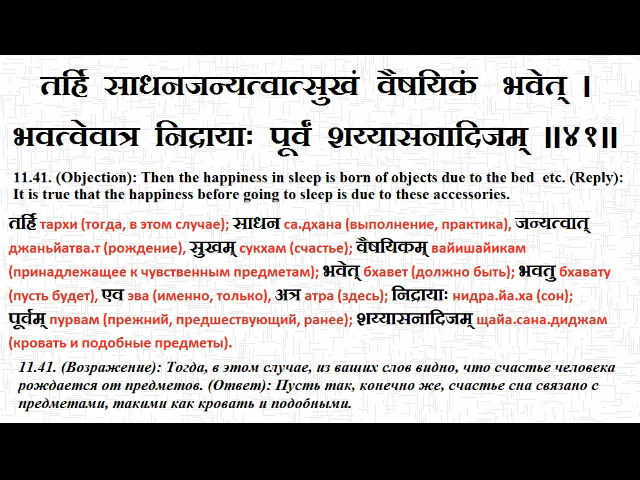 तर्हि साधनजन्यत्वात्सुखं वैषयिकं भवेत् ।
भवत्वेवात्र निद्रायाः पूर्वं शय्यासनादिजम् ॥४१॥
11.41. (Objection): Then the happiness in sleep is born of objects due to the bed etc. (Reply):
It is true that the happiness before going to sleep is due to these accessories.
तर्हि тархи (тогда, в этом случае); साधन са.дхана (выполнение, практика), जन्यत्वात्
джаньйатва.т (рождение), सुखम् сукхам (счастье); वैषयिकम् вайишайикам
(принадлежащее к чувственным предметам); भवेत् бхавет (должно быть); भवतु бхавату
(пусть будет), एव эва (именно, только), अत्र атра (здесь); निद्रायाः нидра.йа.ха (сон);
पूर्वम् пурвам (прежний, предшествующий, ранее); शय्यासनादिजम् щайа.сана.диджам
(кровать и подобные предметы).
11.41. (Возражение): Тогда, в этом случае, из ваших слов видно, что счастье человека
рождается от предметов. (Ответ): Пусть так, конечно же, счастье сна связано с
предметами, такими как кровать и подобными.